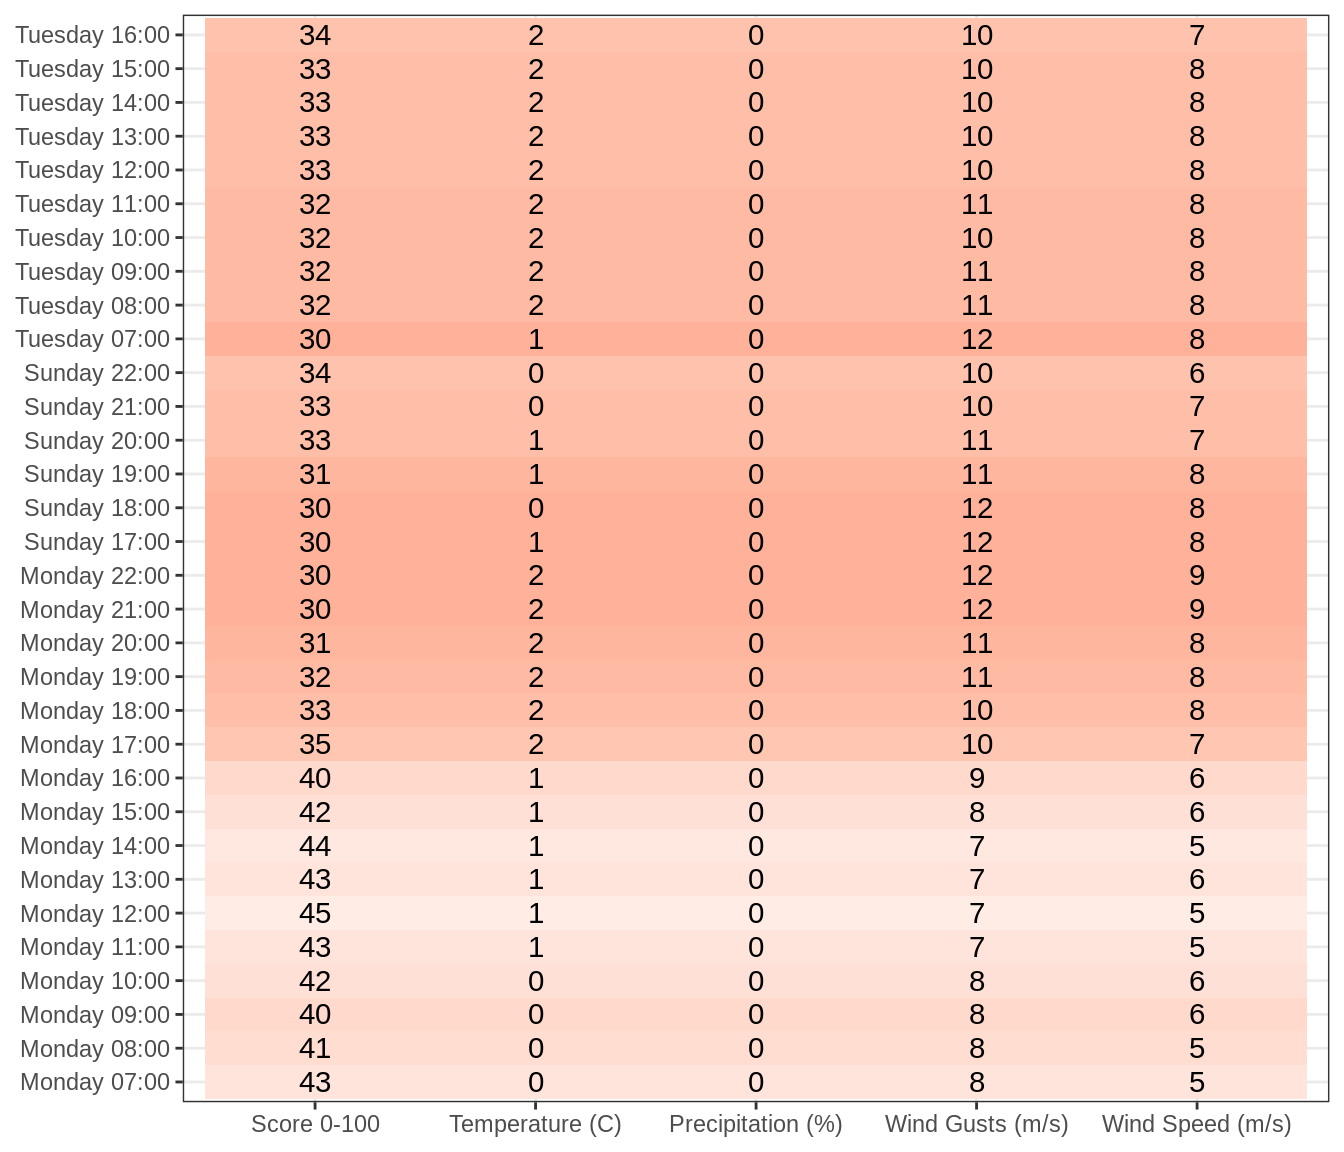 Tuesday 16:00 34 2 0 10 7
Tuesday 15:00 33 2 0 10 8
Tuesday 14:00 33 2 0 10 8
Tuesday 13:00 33 2 0 10 8
Tuesday 12:00 33 2 0 10 8
Tuesday 11:00 32 2 0 11 8
Tuesday 10:00 32 2 0 10 8
Tuesday 09:00 32 2 0 11 8
Tuesday 08:00 32 2 0 11 8
Tuesday 07:00 30 1 0 12 8
Sunday 22:00 34 0 0 10 6
Sunday 21:00 33 0 0 10 7
Sunday 20:00 33 1 0 11 7
Sunday 19:00 31 1 0 11 8
Sunday 18:00 30 0 0 12 8
Sunday 17:00 30 1 0 12 8
Monday 22:00 30 2 0 12 9
Monday 21:00 30 2 0 12 9
Monday 20:00 31 2 0 11 8
Monday 19:00 32 2 0 11 8
Monday 18:00 33 2 0 10 8
Monday 17:00 35 2 0 10 7
Monday 16:00 40 1 0 9 6
Monday 15:00 42 1 0 8 6
Monday 14:00 44 1 0 7 5
Monday 13:00 43 1 0 7 6
Monday 12:00 45 1 0 7 5
Monday 11:00 43 1 0 7 5
Monday 10:00 42 0 0 8 6
Monday 09:00 40 0 0 8 6
Monday 08:00 41 0 0 8 5
Monday 07:00 43 0 0 8 5
Score 0-100 Temperature (C) Precipitation (%) Wind Gusts (m/s) Wind Speed (m/s)